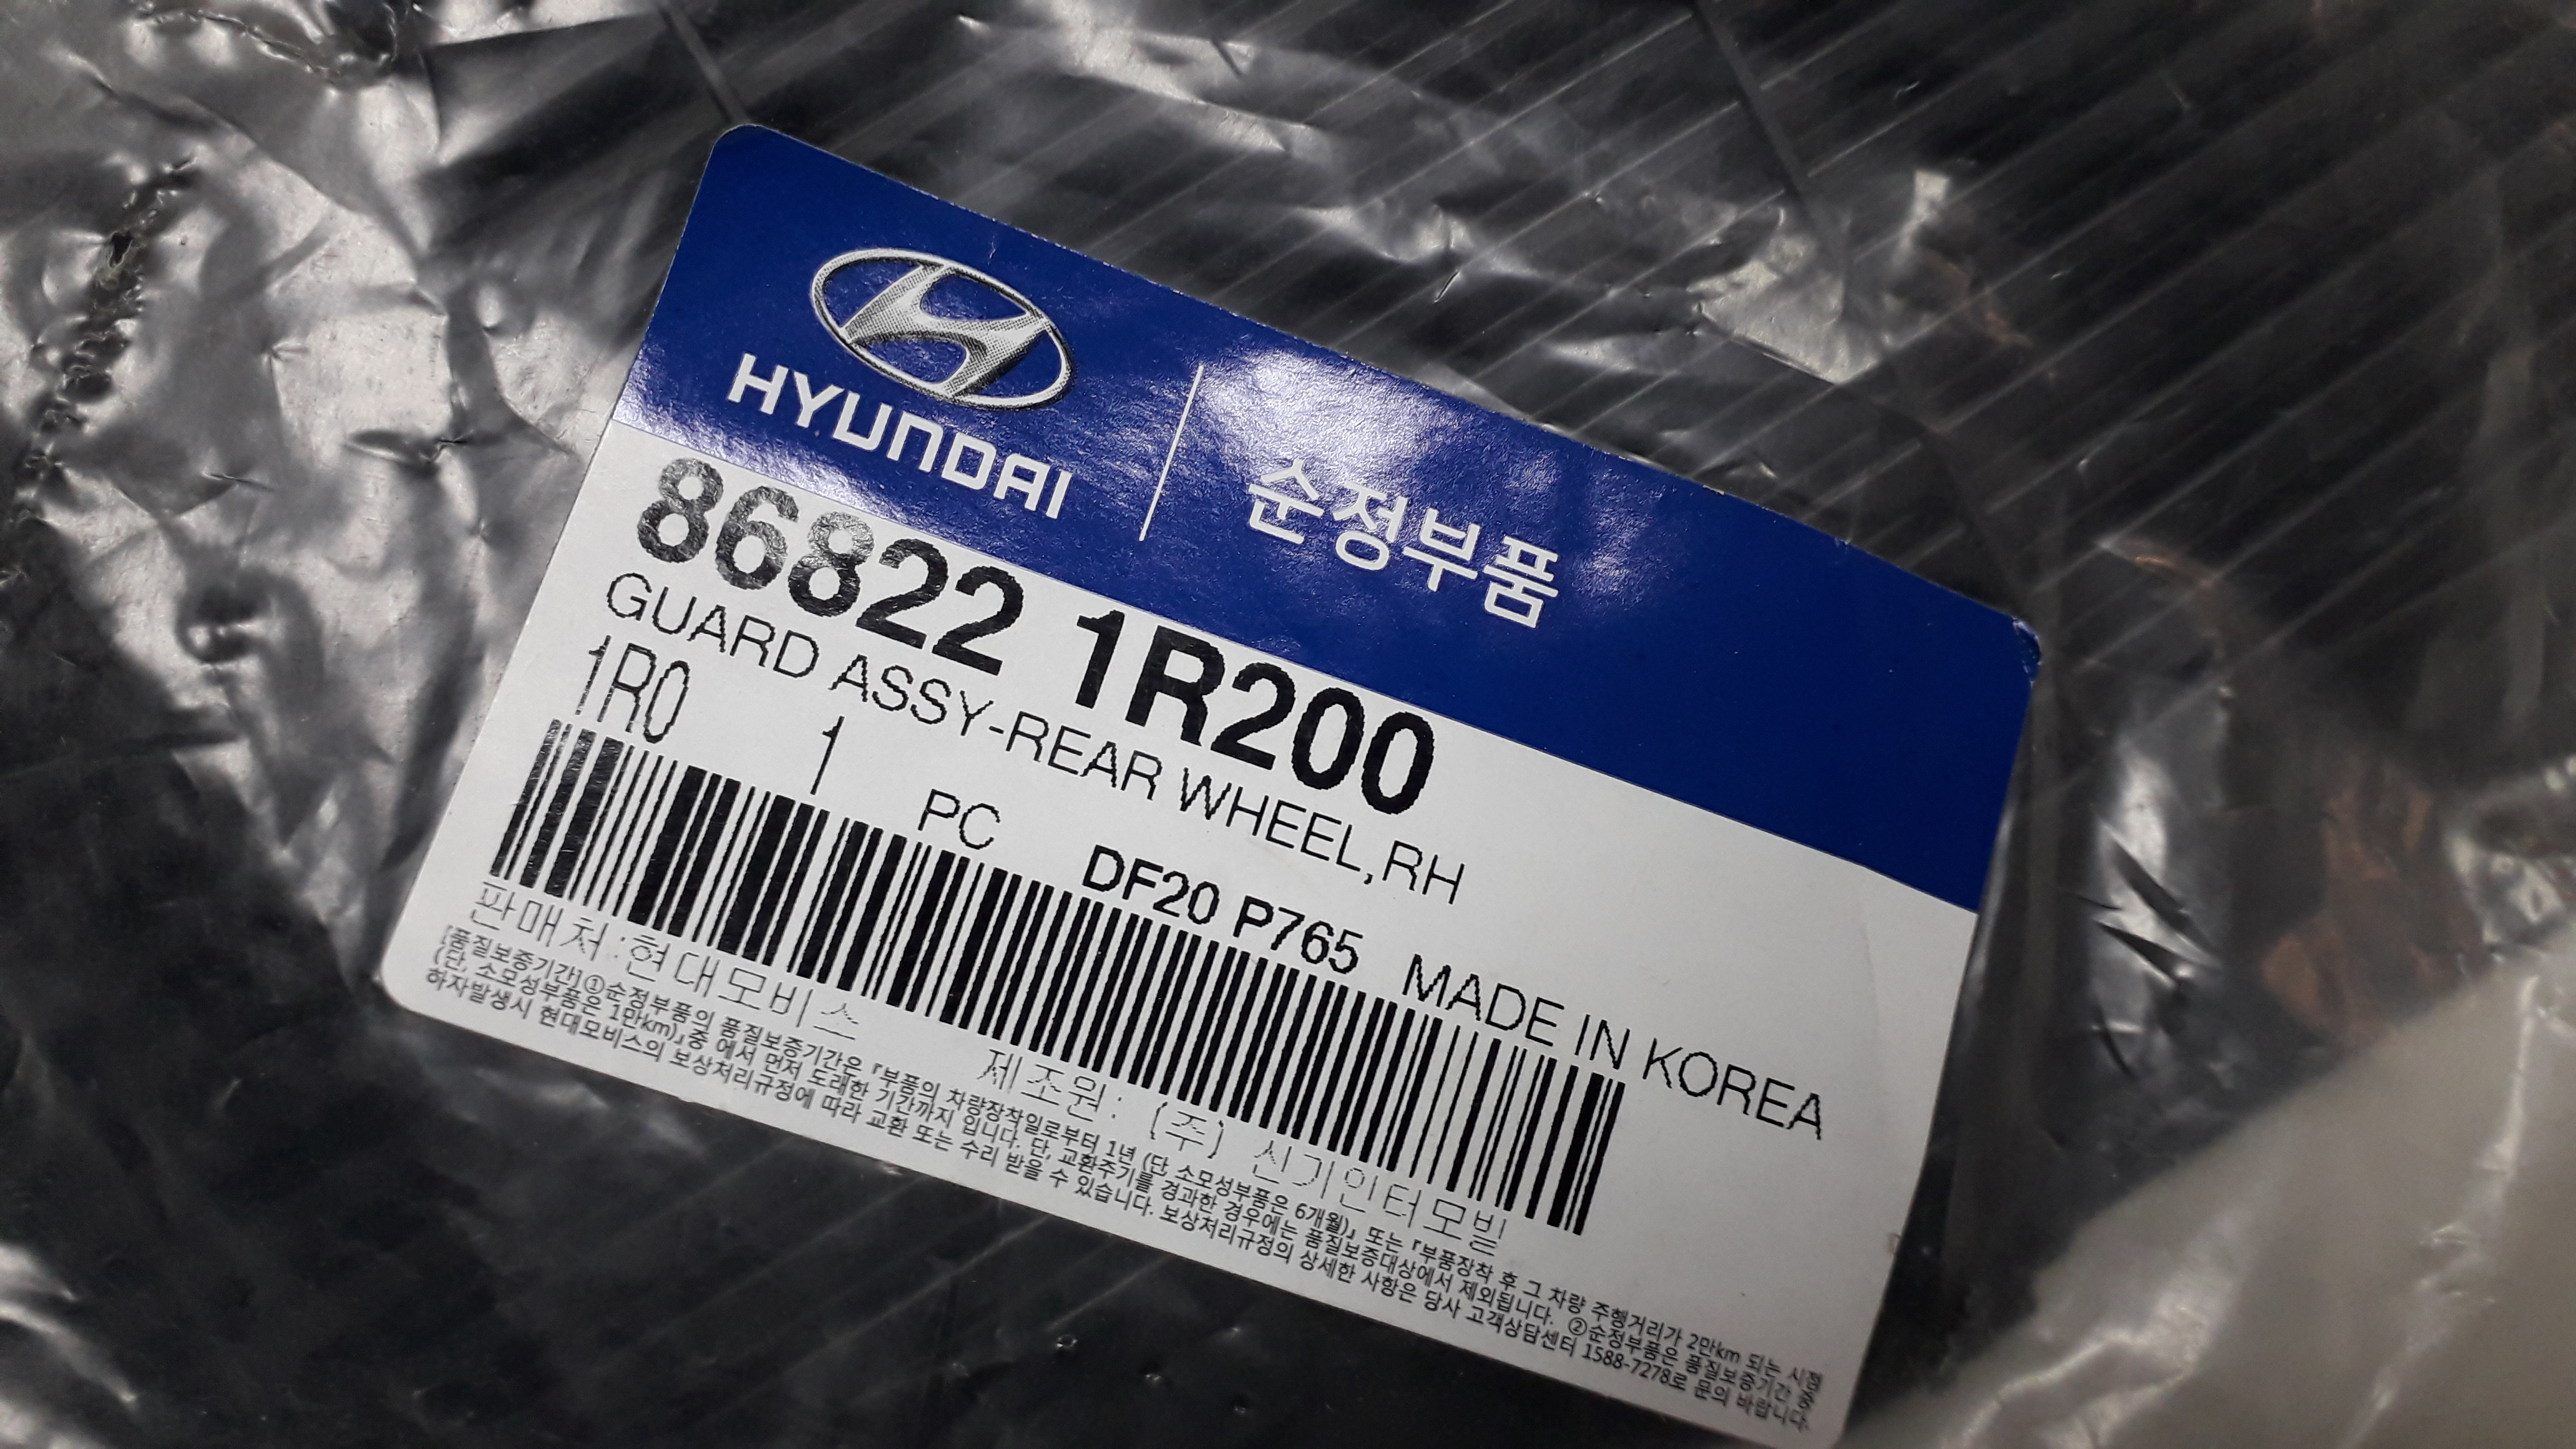 HYUNDAI
순정부품
86822 1R200
GUARD ASSY-REAR WHEEL,RH
1R0 1 PC DF20 P765 MADE IN KOREA
판매처:현대모비스 제조원: (주) 신기인터모빌
[품질보증기간]①순정부품의 품질보증기간은 『부품의 차량장착일로부터 1년 (단, 소모성부품은 6개월)』 또는 『부품장착 후 그 차량 주행거리가 2만km 되는 시점
(단, 소모성부품은 1만km)』중 에서 먼저 도래한 기간까지 입니다. 단, 교환주기를 경과한 경우에는 품질보증대상에서 제외됩니다. ②순정부품은 품질보증기간 중
하자발생시 현대모비스의 보상처리규정에 따라 교환 또는 수리 받을 수 있습니다. 보상처리규정의 상세한 사항은 당사 고객상담센터 1588-7278로 문의 바랍니다.